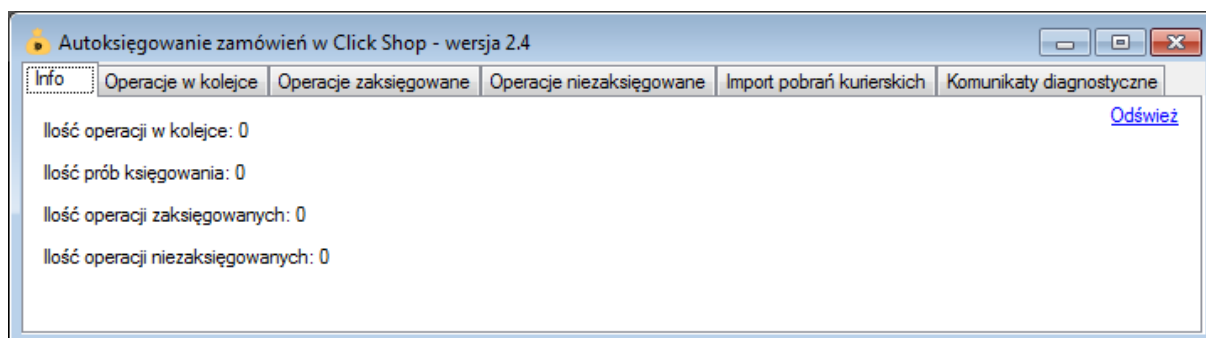 Autoksięgowanie zamówień w Click Shop - wersja 2.4
Info Operacje w kolejce Operacje zaksięgowane Operacje niezaksięgowane Import pobrań kurierskich Komunikaty diagnostyczne
Odśwież
Ilość operacji w kolejce: 0
Ilość prób księgowania: 0
Ilość operacji zaksięgowanych: 0
Ilość operacji niezaksięgowanych: 0